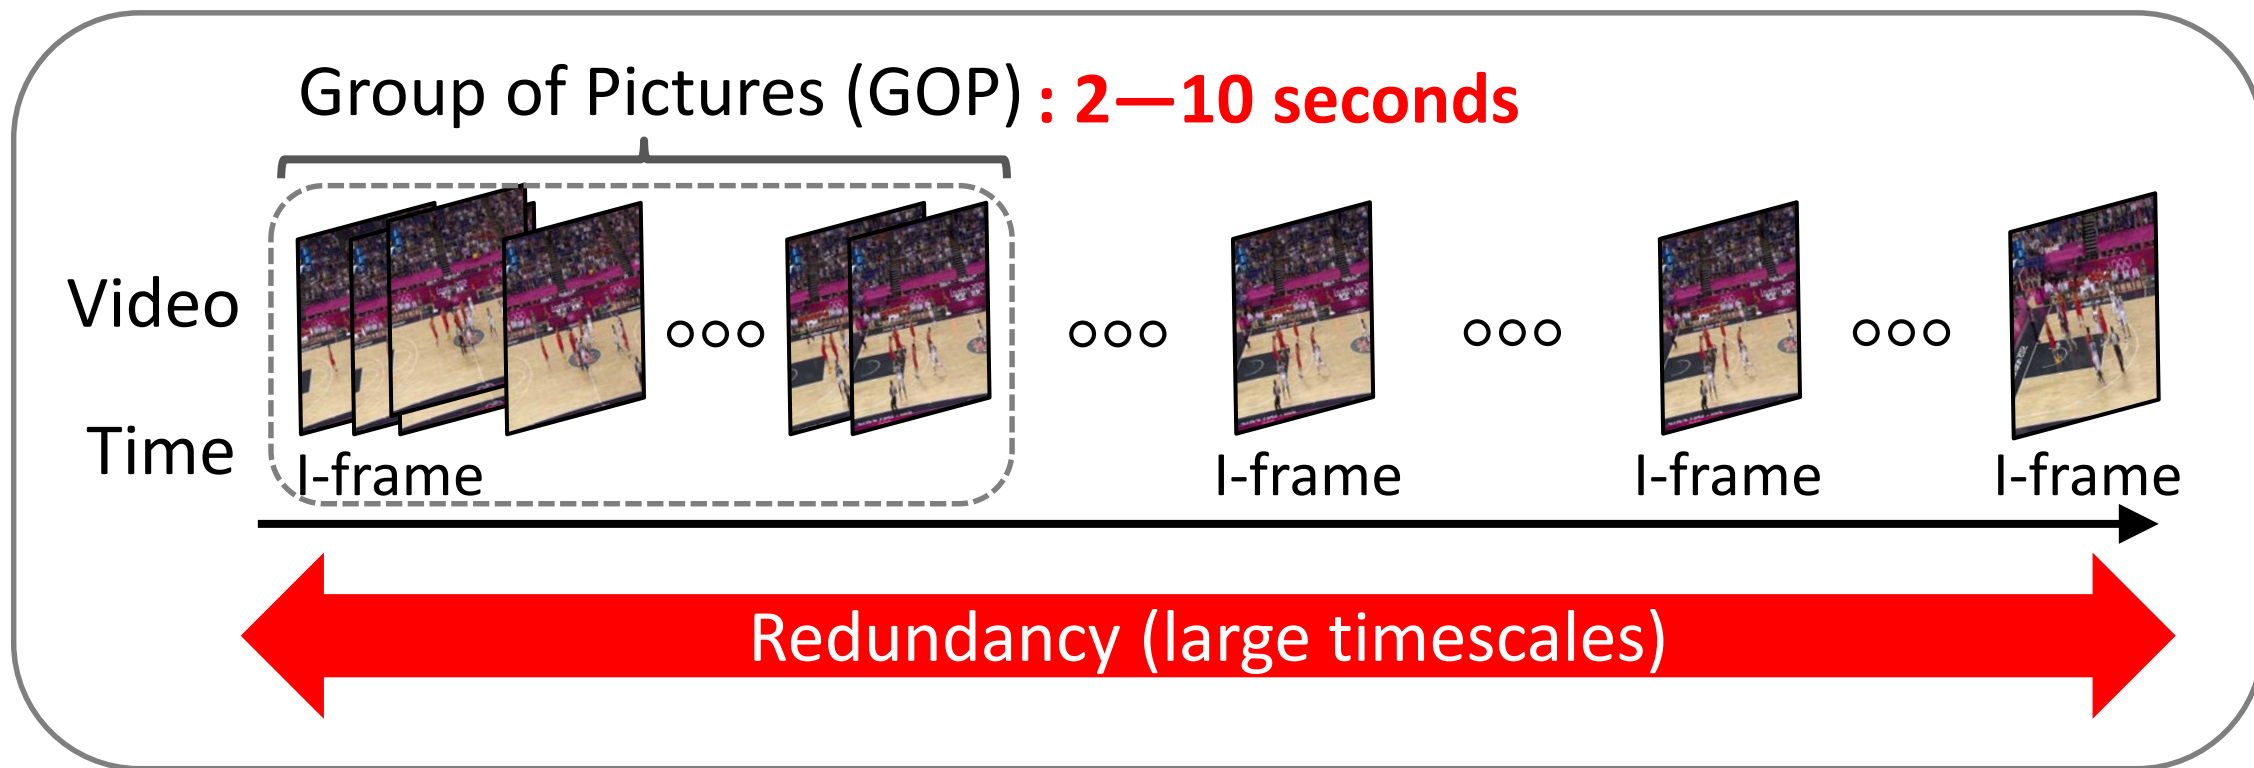 Group of Pictures (GOP) : 2—10 seconds
Video
Time
I-frame I-frame I-frame I-frame
Redundancy (large timescales)